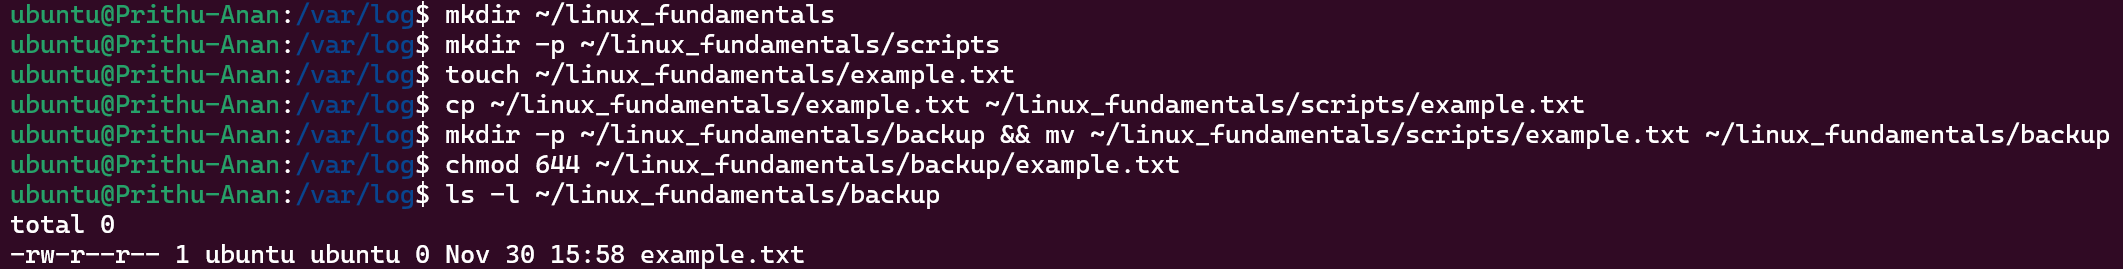 ubuntu@Prithu-Anan:/var/log$ mkdir ~/linux_fundamentals
ubuntu@Prithu-Anan:/var/log$ mkdir -p ~/linux_fundamentals/scripts
ubuntu@Prithu-Anan:/var/log$ touch ~/linux_fundamentals/example.txt
ubuntu@Prithu-Anan:/var/log$ cp ~/linux_fundamentals/example.txt ~/linux_fundamentals/scripts/example.txt
ubuntu@Prithu-Anan:/var/log$ mkdir -p ~/linux_fundamentals/backup && mv ~/linux_fundamentals/scripts/example.txt ~/linux_fundamentals/backup
ubuntu@Prithu-Anan:/var/log$ chmod 644 ~/linux_fundamentals/backup/example.txt
ubuntu@Prithu-Anan:/var/log$ ls -l ~/linux_fundamentals/backup
total 0
-rw-r--r-- 1 ubuntu ubuntu 0 Nov 30 15:58 example.txt